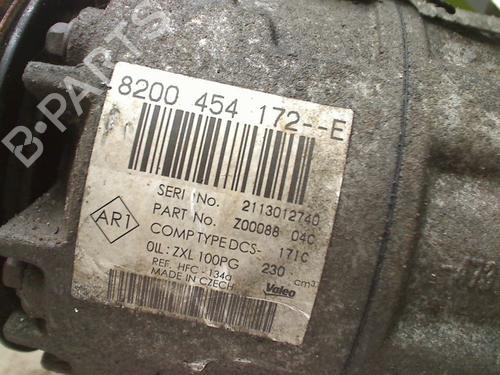 B-PARTS
8200 454 172--E
SERI No. 2113012740
PART No. Z00088 04C
COMP TYPE DCS- 171C
OIL: ZXL 100PG 230 cm³
REF. HFC - 134a
MADE IN CZECH
AR1
Valeo